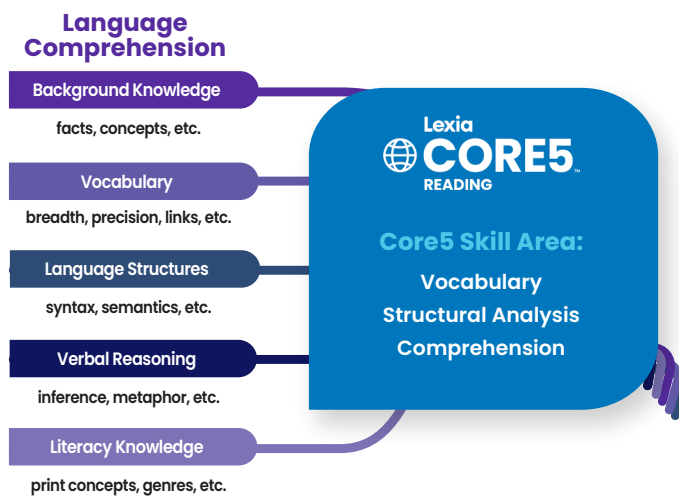 Language
Comprehension
Background Knowledge
facts, concepts, etc.
Vocabulary
breadth, precision, links, etc.
Language Structures
syntax, semantics, etc.
Verbal Reasoning
inference, metaphor, etc.
Literacy Knowledge
print concepts, genres, etc.
Lexia
CORE5™
READING
Core5 Skill Area:
Vocabulary
Structural Analysis
Comprehension